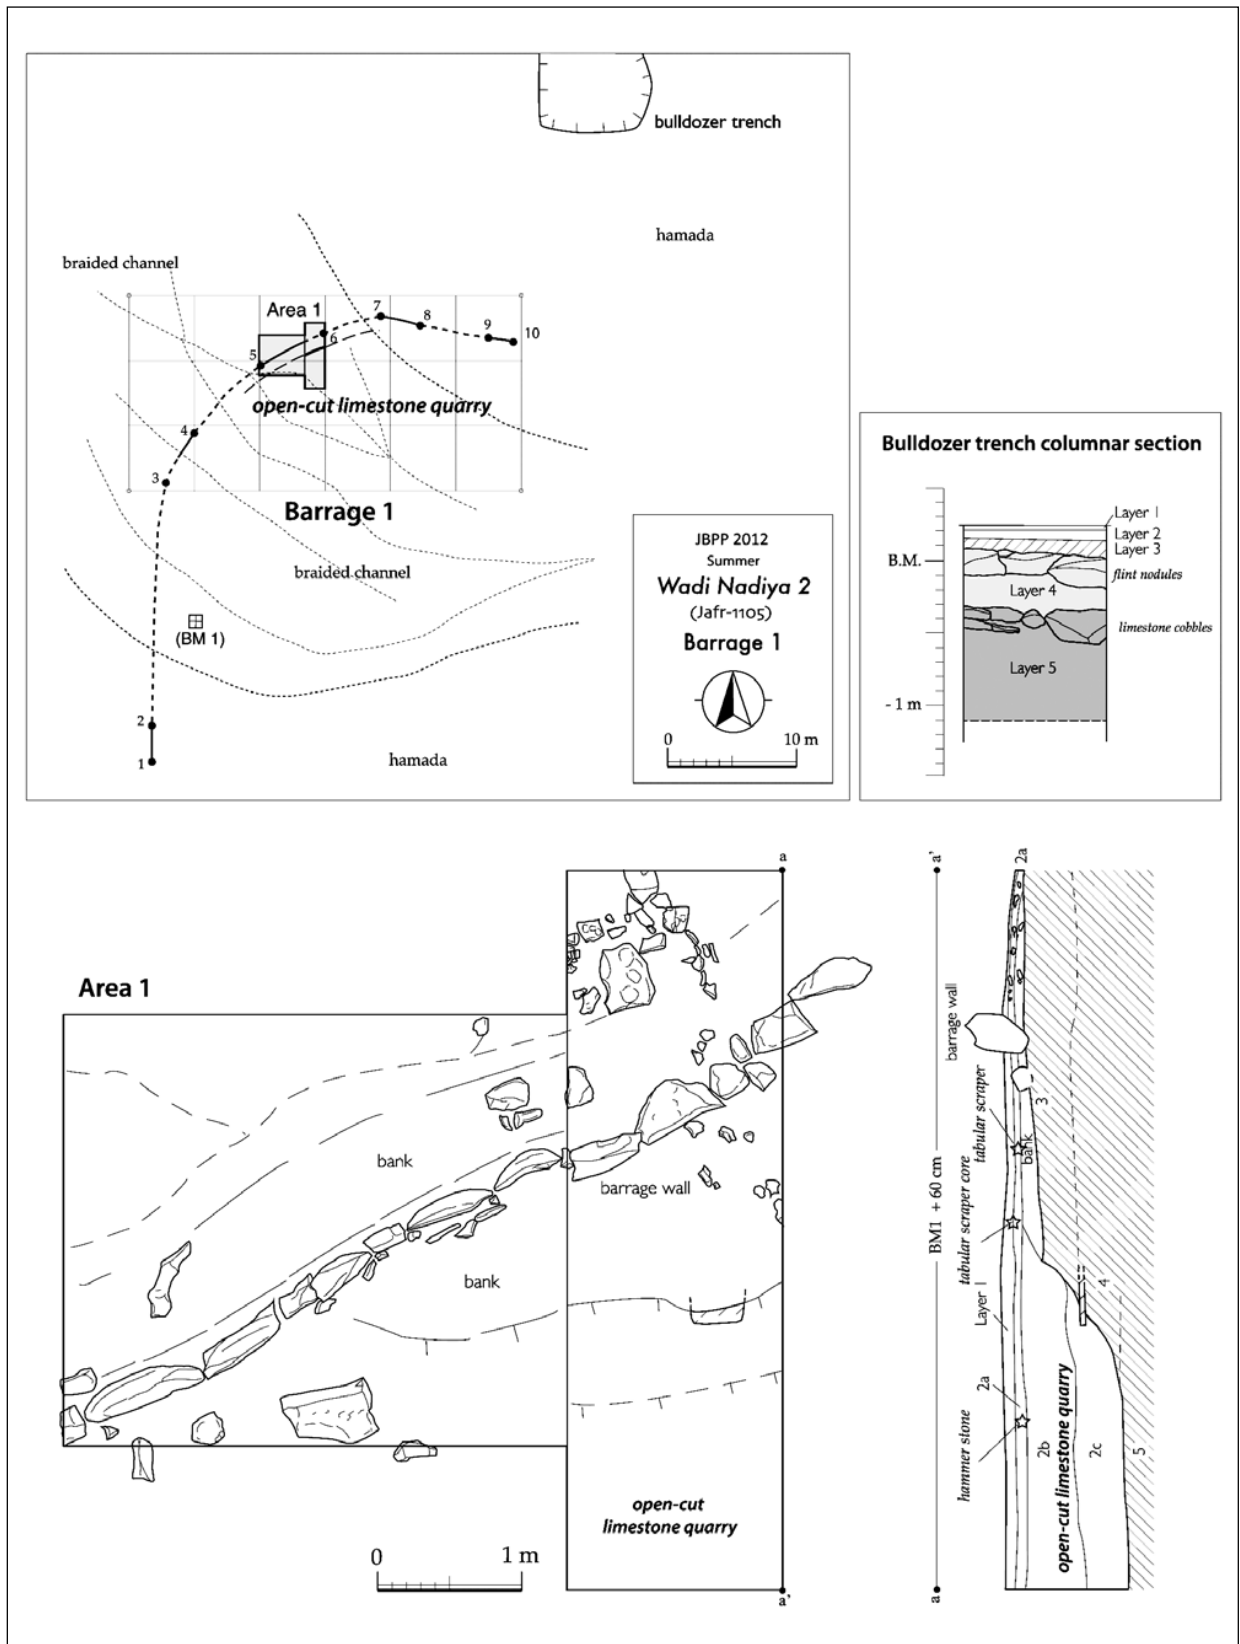 bulldozer trench
hamada
braided channel
Area 1
7
8
9
10
6
5
open-cut limestone quarry
4
3
Barrage 1
braided channel
(BM 1)
2
1
hamada
JBPP 2012
Summer
Wadi Nadiya 2
(Jafr-1105)
Barrage 1
0 10 m
Bulldozer trench columnar section
Layer 1
Layer 2
Layer 3
B.M.
flint nodules
Layer 4
limestone cobbles
Layer 5
- 1 m
a
Area 1
bank
barrage wall
bank
open-cut
limestone quarry
0 1 m
a'
a'
2a
barrage wall
tabular scraper
3
bank
tabular scraper core
BM1 + 60 cm
Layer 1
4
2a
hammer stone
2b
open-cut limestone quarry
2c
5
a